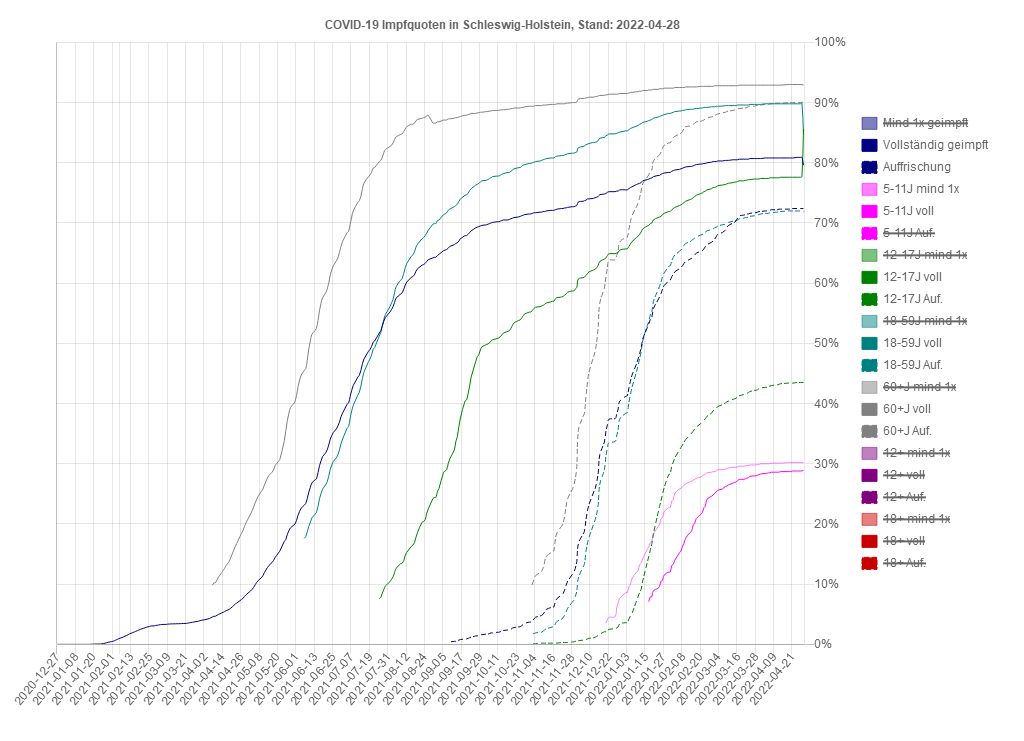 COVID-19 Impfquoten in Schleswig-Holstein, Stand: 2022-04-28
100%
90%
80%
70%
60%
50%
40%
30%
20%
10%
0%
Mind 1x geimpft
Vollständig geimpft
Auffrischung
5-11J mind 1x
5-11J voll
5-11J Auf.
12-17J mind 1x
12-17J voll
12-17J Auf.
18-59J mind 1x
18-59J voll
18-59J Auf.
60+J mind 1x
60+J voll
60+J Auf.
12+ mind 1x
12+ voll
12+ Auf.
18+ mind 1x
18+ voll
18+ Auf.
2020-12-27
2021-01-08
2021-01-20
2021-02-01
2021-02-13
2021-02-25
2021-03-09
2021-03-21
2021-04-02
2021-04-14
2021-04-26
2021-05-08
2021-05-20
2021-06-01
2021-06-13
2021-06-25
2021-07-07
2021-07-19
2021-07-31
2021-08-12
2021-08-24
2021-09-05
2021-09-17
2021-09-29
2021-10-11
2021-10-23
2021-11-04
2021-11-16
2021-11-28
2021-12-10
2021-12-22
2022-01-03
2022-01-15
2022-01-27
2022-02-08
2022-02-20
2022-03-04
2022-03-16
2022-03-28
2022-04-09
2022-04-21